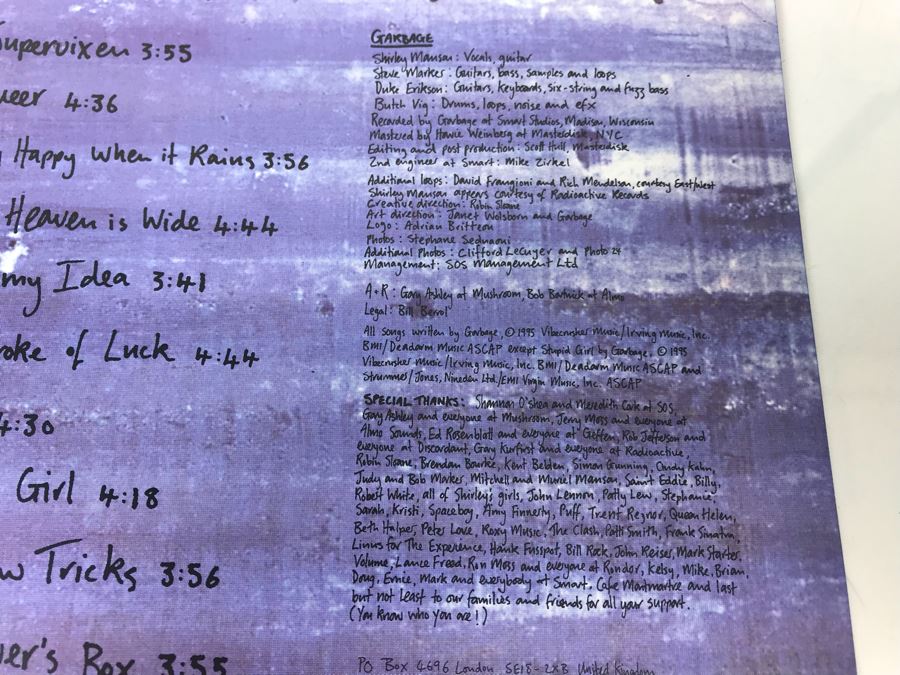 Supervixen 3:55
ueer 4:36
Happy when it Rains 3:56
Heaven is Wide 4:44
my Idea 3:41
roke of Luck 4:44
4:30
Girl 4:18
w Tricks 3:56
er's Box 3:55
GARBAGE
Shirley Manson: Vocals, guitar
Steve Marker: Guitars, bass, samples and loops
Duke Erikson: Guitars, keyboards, six-string and fuzz bass
Butch Vig: Drums, loops, noise and efx
Recorded by Garbage at Smart Studios, Madison, Wisconsin
Mastered by Howie Weinberg at Masterdisk, NYC
Editing and post production: Scott Hull, Masterdisk
2nd engineer at Smart: Mike Zirkel
Additional loops: David Frangioni and Rich Mendelson, courtesy East/West
Shirley Manson appears courtesy of Radioactive Records
Creative direction: Robin Sloane
Art direction: Janet Wolsborn and Garbage
Logo: Adrian Britteon
Photos: Stephane Sednaoui
Additional Photos: Clifford LeCuyer and Photo 24
Management: SOS Management Ltd
A+R: Gary Ashley at Mushroom, Bob Bortnick at Almo
Legal: Bill Berrol
All songs written by Garbage, © 1995 Vibecrusher Music/Irving Music, Inc.
BMI/Deadarm Music ASCAP except Stupid Girl by Garbage, © 1995
Vibecrusher Music/Irving Music, Inc. BMI/Deadarm Music ASCAP and
Strummer/Jones, Nineden Ltd./EMI Virgin Music, Inc. ASCAP
SPECIAL THANKS: Shannon O'Shea and Meredith Cork at SOS,
Gary Ashley and everyone at Mushroom, Jerry Moss and everyone at
Almo Sounds, Ed Rosenblatt and everyone at Geffen, Rob Jefferson and
everyone at Discordant, Gary Kurfirst and everyone at Radioactive,
Robin Sloane, Brendan Bourke, Kent Belden, Simon Gunning, Andy Kahn,
Judy and Bob Marker, Mitchell and Muriel Manson, Saint Eddie, Billy,
Robert White, all of Shirley's girls, John Lennon, Patty Lew, Stephanie,
Sarah, Kristi, Spaceboy, Amy Finnerty, Puff, Trent Reznor, Queen Helen,
Beth Halper, Peter Love, Roxy Music, The Clash, Patti Smith, Frank Sinatra,
Linus for The Experience, Hank Fusspot, Bill Rock, John Reiser, Mark Starter,
Volume, Lance Freed, Ron Moss and everyone at Rondor, Kelsy, Mike, Brian,
Doug, Ernie, Mark and everybody at Smart, Cafe Montmartre and last
but not least to our families and friends for all your support.
(You know who you are!)
PO Box 4696 London SE18-2XB United Kingdom